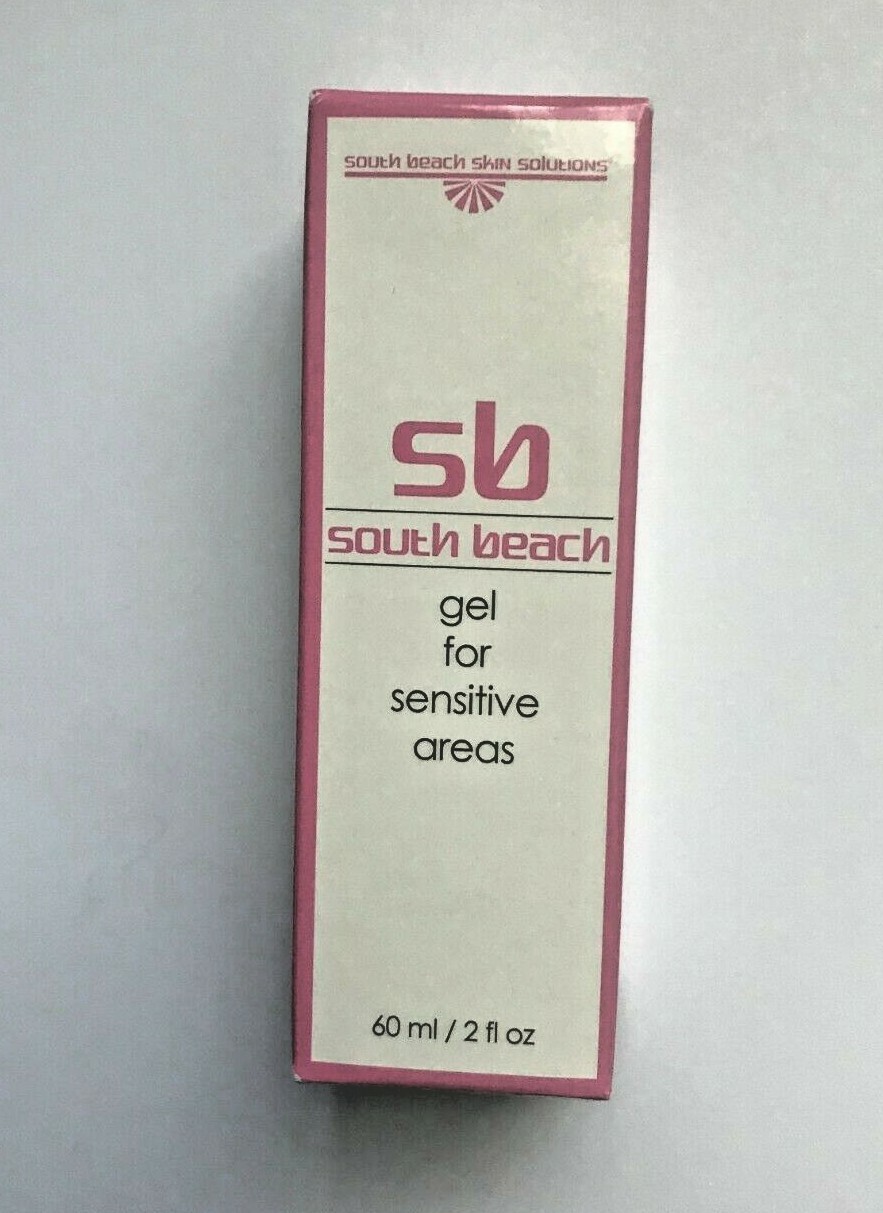 south beach skin solutions
sb
south beach
gel
for
sensitive
areas
60 ml / 2 fl oz